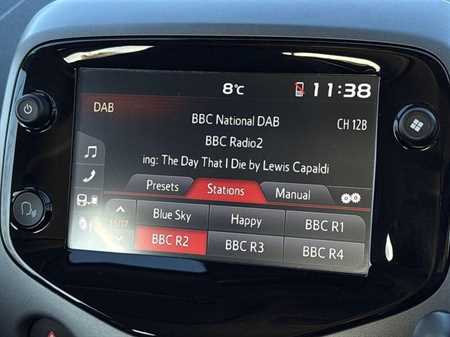 8°C 11:38
DAB
BBC National DAB CH 12B
BBC Radio2
ing: The Day That I Die by Lewis Capaldi
Presets Stations Manual
Blue Sky Happy BBC R1
BBC R2 BBC R3 BBC R4